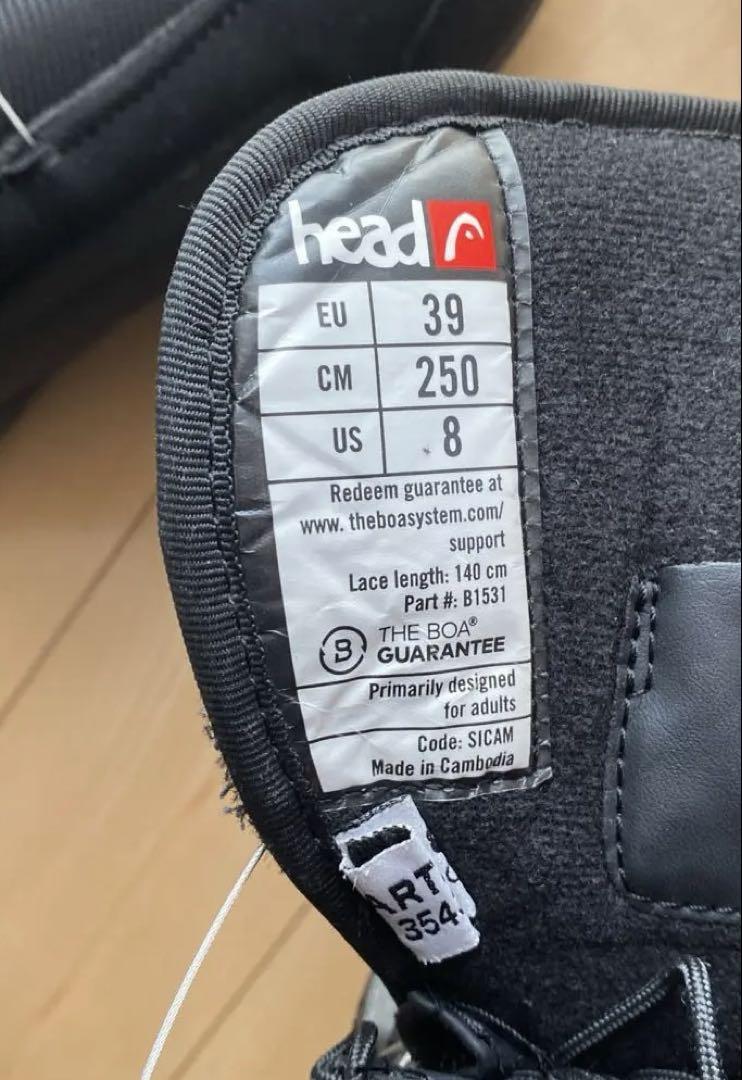 head
EU 39
CM 250
US 8
Redeem guarantee at
www. theboasystem.com/
support
Lace length: 140 cm
Part #: B1531
B THE BOA®
GUARANTEE
Primarily designed
for adults
Code: SICAM
Made in Cambodia
ART
354